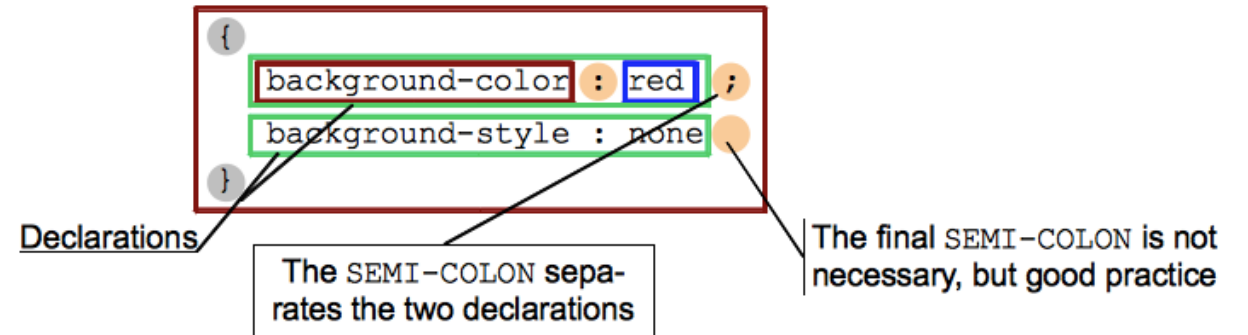 {
background-color : red ;
background-style : none
}
Declarations
The SEMI-COLON sepa-
rates the two declarations
The final SEMI-COLON is not
necessary, but good practice